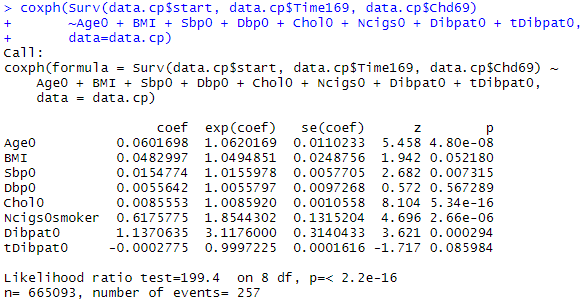 > coxph(Surv(data.cp$start, data.cp$Time169, data.cp$Chd69)
+ ~Age0 + BMI + Sbp0 + Dbp0 + Chol0 + Ncigs0 + Dibpat0 + tDibpat0,
+ data=data.cp)
Call:
coxph(formula = Surv(data.cp$start, data.cp$Time169, data.cp$Chd69) ~
Age0 + BMI + Sbp0 + Dbp0 + Chol0 + Ncigs0 + Dibpat0 + tDibpat0,
data = data.cp)
coef exp(coef) se(coef) z p
Age0 0.0601698 1.0620169 0.0110233 5.458 4.80e-08
BMI 0.0482997 1.0494851 0.0248756 1.942 0.052180
Sbp0 0.0154774 1.0155978 0.0057705 2.682 0.007315
Dbp0 0.0055642 1.0055797 0.0097268 0.572 0.567289
Chol0 0.0085553 1.0085920 0.0010558 8.104 5.34e-16
Ncigs0smoker 0.6175775 1.8544302 0.1315204 4.696 2.66e-06
Dibpat0 1.1370635 3.1176000 0.3140433 3.621 0.000294
tDibpat0 -0.0002775 0.9997225 0.0001616 -1.717 0.085984
Likelihood ratio test=199.4 on 8 df, p=< 2.2e-16
n= 665093, number of events= 257